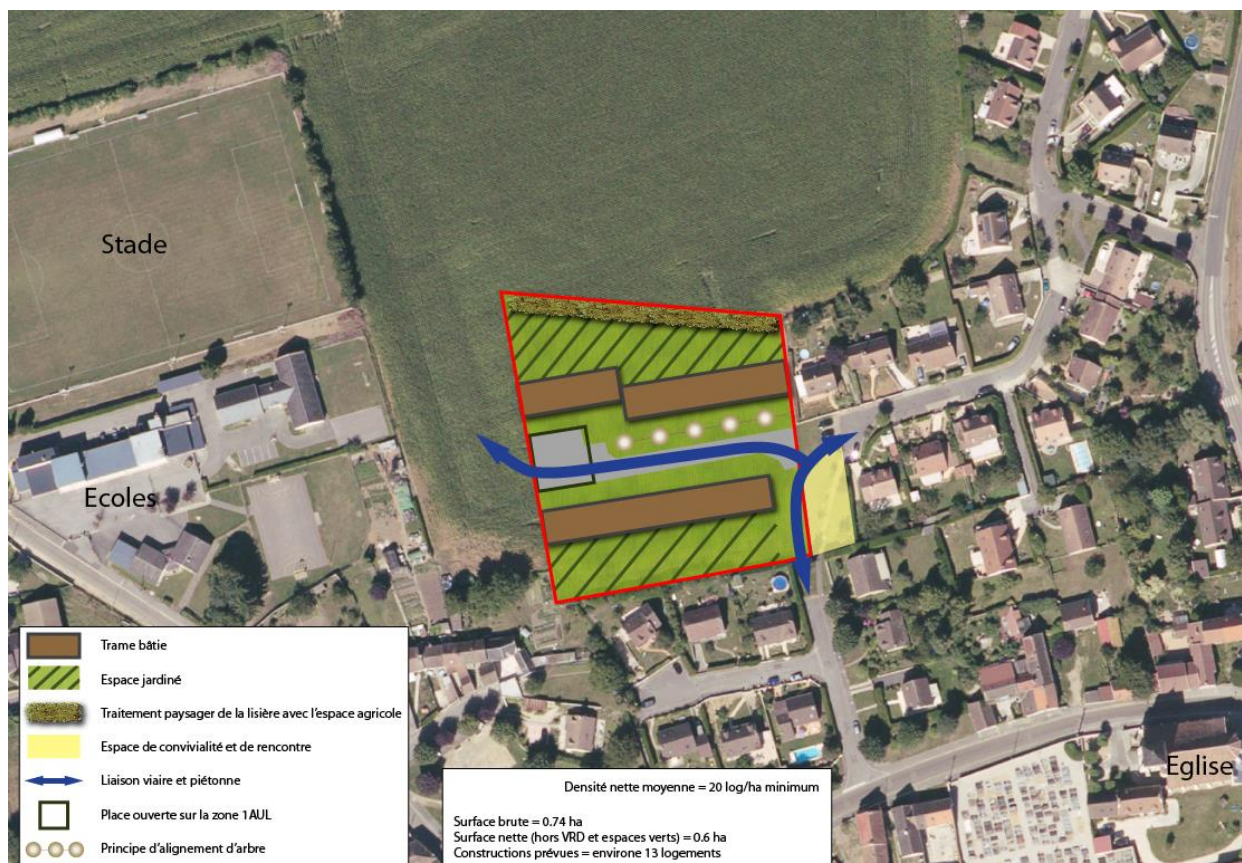 Stade
Ecoles
Eglise
Trame bâtie
Espace jardiné
Traitement paysager de la lisière avec l'espace agricole
Espace de convivialité et de rencontre
Liaison viaire et piétonne
Place ouverte sur la zone 1AUL
Principe d'alignement d'arbre
Densité nette moyenne = 20 log/ha minimum
Surface brute = 0.74 ha
Surface nette (hors VRD et espaces verts) = 0.6 ha
Constructions prévues = environ 13 logements